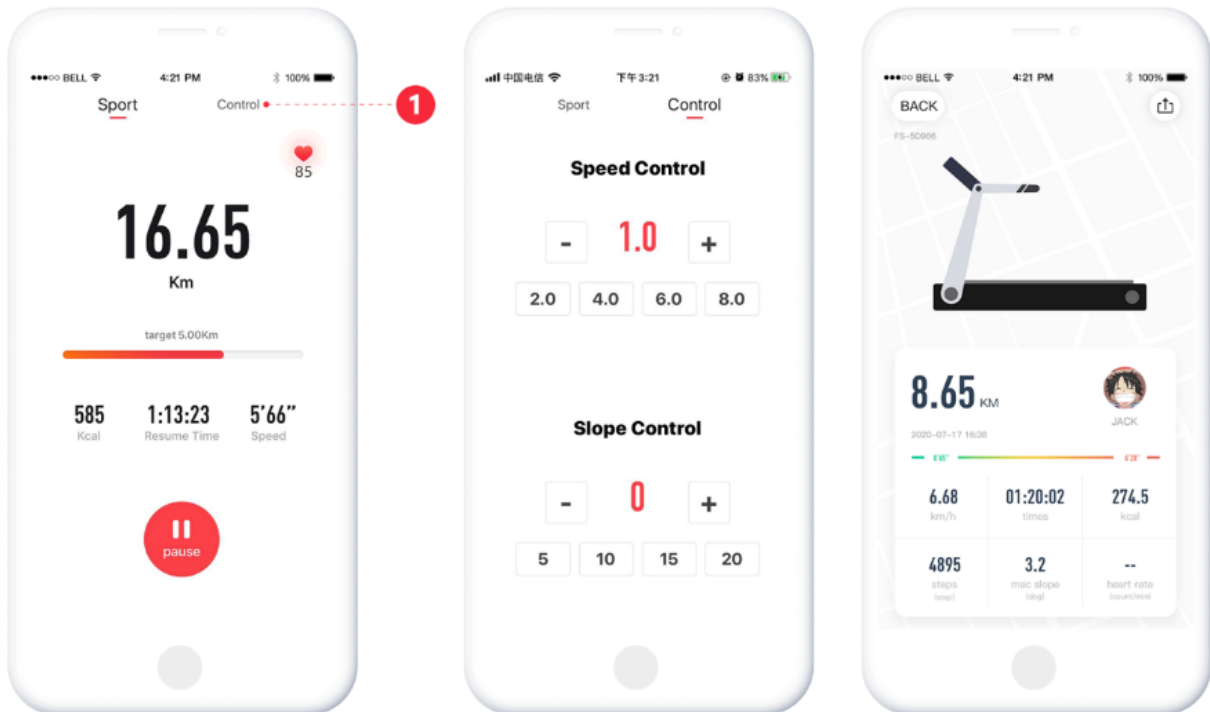 BELL 4:21 PM 100%
Sport Control
1
85
16.65
Km
target 5.00Km
585 1:13:23 5'66”
Kcal Resume Time Speed
pause
中国电信 下午3:21 83%
Sport Control
Speed Control
- 1.0 +
2.0 4.0 6.0 8.0
Slope Control
- 0 +
5 10 15 20
BELL 4:21 PM 100%
BACK
FS-5D986
8.65 KM
JACK
2020-07-17 16:38
6.68 01:20:02 274.5
km/h times kcal
4895 3.2 --
steps mac slope heart rate
(step)